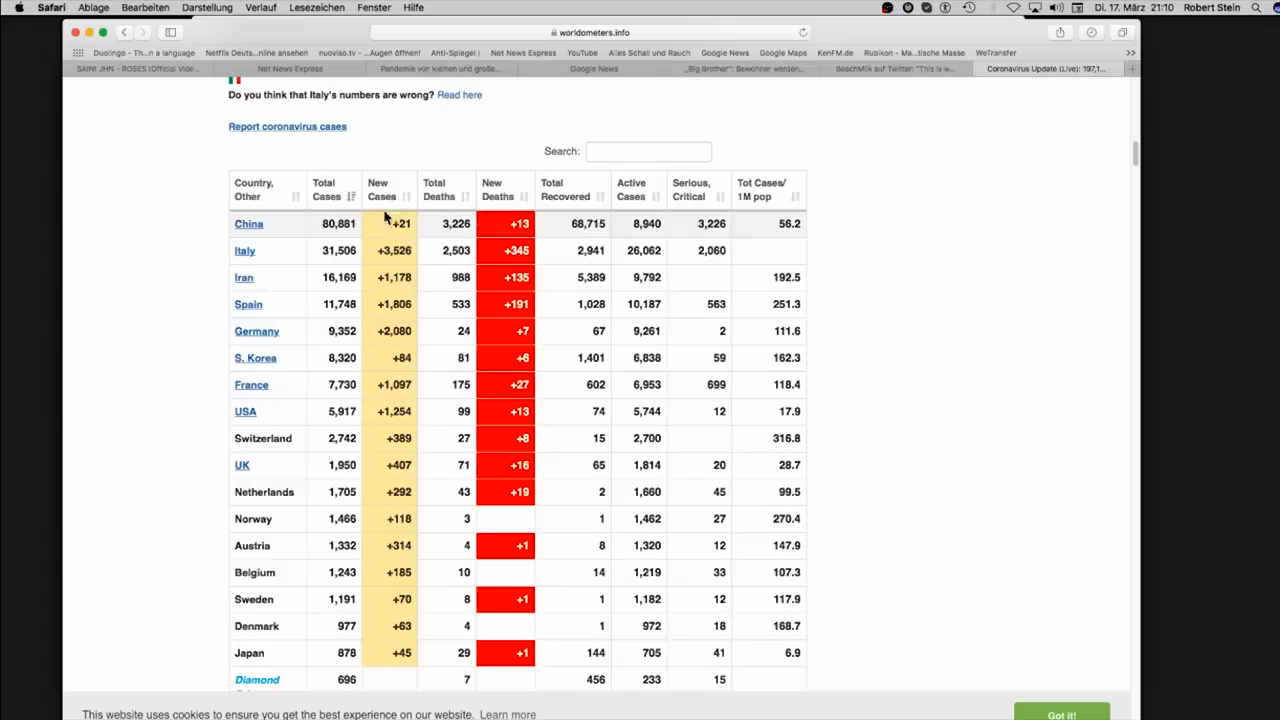 Safari Ablage Bearbeiten Darstellung Verlauf Lesezeichen Fenster Hilfe Di. 17. März 21:10 Robert Stein
worldometers.info
Duolingo - Th...n a language Netflix Deuts...nline ansehen nuoviso.tv - ...Augen öffnen! Anti-Spiegel | Net News Express YouTube Alles Schall und Rauch Google News Google Maps KenFM.de Rubikon - Ma...tische Masse WeTransfer
SAINt JHN - ROSES (Official Vide... Net News Express Pandemie von kleinen und große... Google News „Big Brother": Bewohner werden... BeachMilk auf Twitter: "This is w... Coronavirus Update (Live): 197,1...
Do you think that Italy's numbers are wrong? Read here
Report coronavirus cases
Search:
Country, Other Total Cases New Cases Total Deaths New Deaths Total Recovered Active Cases Serious, Critical Tot Cases/ 1M pop
China 80,881 +21 3,226 +13 68,715 8,940 3,226 56.2
Italy 31,506 +3,526 2,503 +345 2,941 26,062 2,060
Iran 16,169 +1,178 988 +135 5,389 9,792 192.5
Spain 11,748 +1,806 533 +191 1,028 10,187 563 251.3
Germany 9,352 +2,080 24 +7 67 9,261 2 111.6
S. Korea 8,320 +84 81 +6 1,401 6,838 59 162.3
France 7,730 +1,097 175 +27 602 6,953 699 118.4
USA 5,917 +1,254 99 +13 74 5,744 12 17.9
Switzerland 2,742 +389 27 +8 15 2,700 316.8
UK 1,950 +407 71 +16 65 1,814 20 28.7
Netherlands 1,705 +292 43 +19 2 1,660 45 99.5
Norway 1,466 +118 3 1 1,462 27 270.4
Austria 1,332 +314 4 +1 8 1,320 12 147.9
Belgium 1,243 +185 10 14 1,219 33 107.3
Sweden 1,191 +70 8 +1 1 1,182 12 117.9
Denmark 977 +63 4 1 972 18 168.7
Japan 878 +45 29 +1 144 705 41 6.9
Diamond 696 7 456 233 15
This website uses cookies to ensure you get the best experience on our website. Learn more Got it!